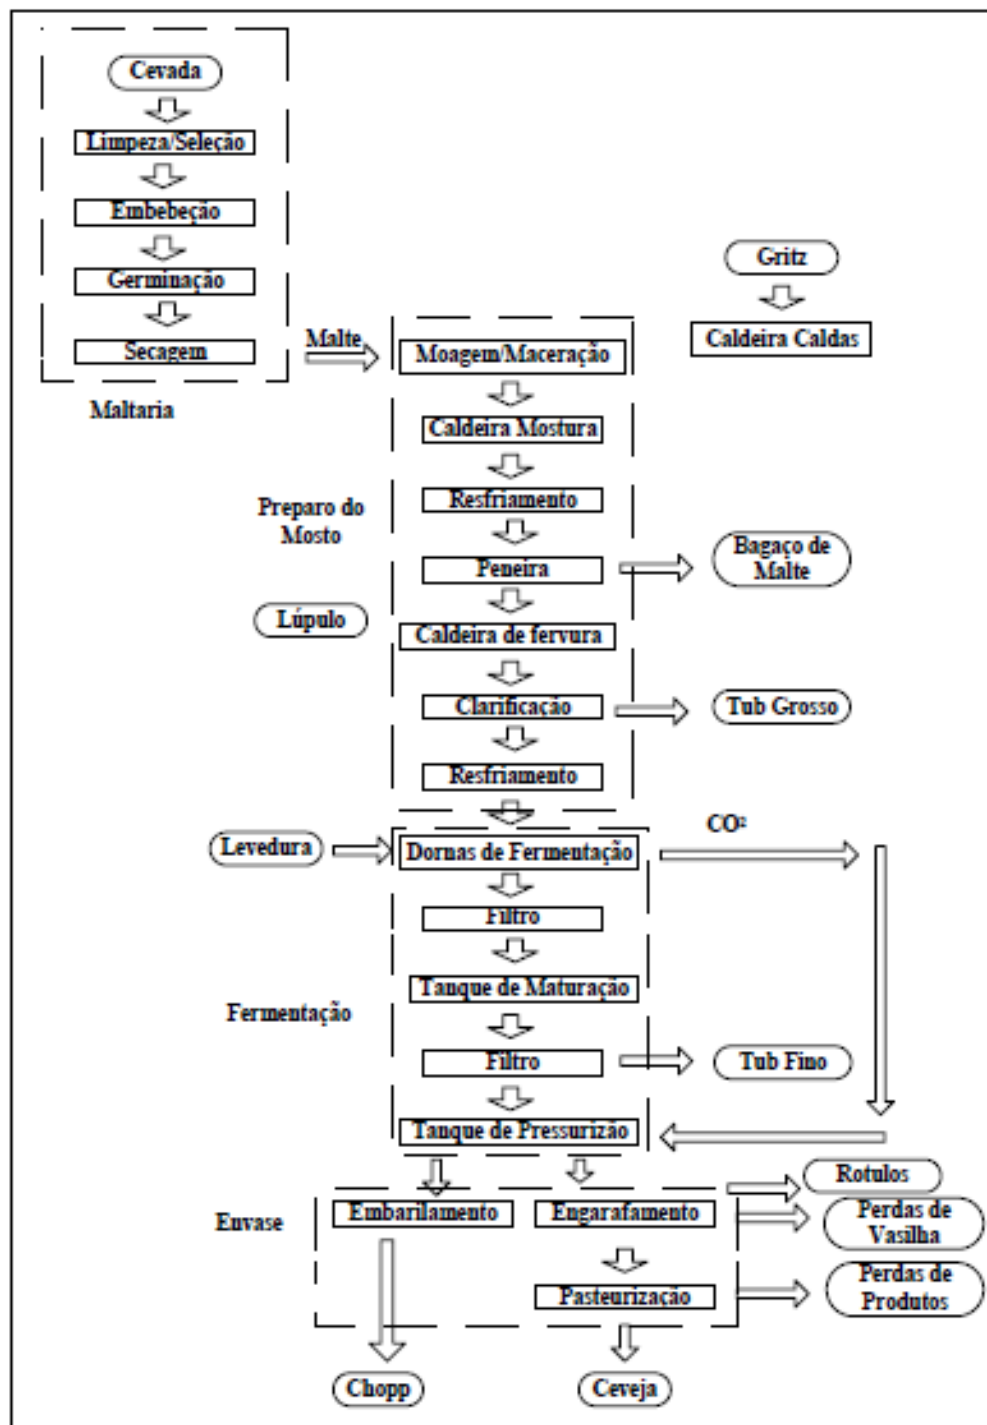 Cevada
Limpeza/Seleção
Embebeção
Germinação
Secagem
Maltaria
Malte
Gritz
Caldeira Caldas
Moagem/Maceração
Caldeira Mostura
Resfriamento
Preparo do
Mosto
Peneira
Bagaço de
Malte
Lúpulo
Caldeira de fervura
Clarificação
Tub Grosso
Resfriamento
Levedura
Dornas de Fermentação
CO²
Filtro
Tanque de Maturação
Fermentação
Filtro
Tub Fino
Tanque de Pressurizão
Envase
Embarilamento
Engarafamento
Rotulos
Perdas de
Vasilha
Pasteurização
Perdas de
Produtos
Chopp
Ceveja